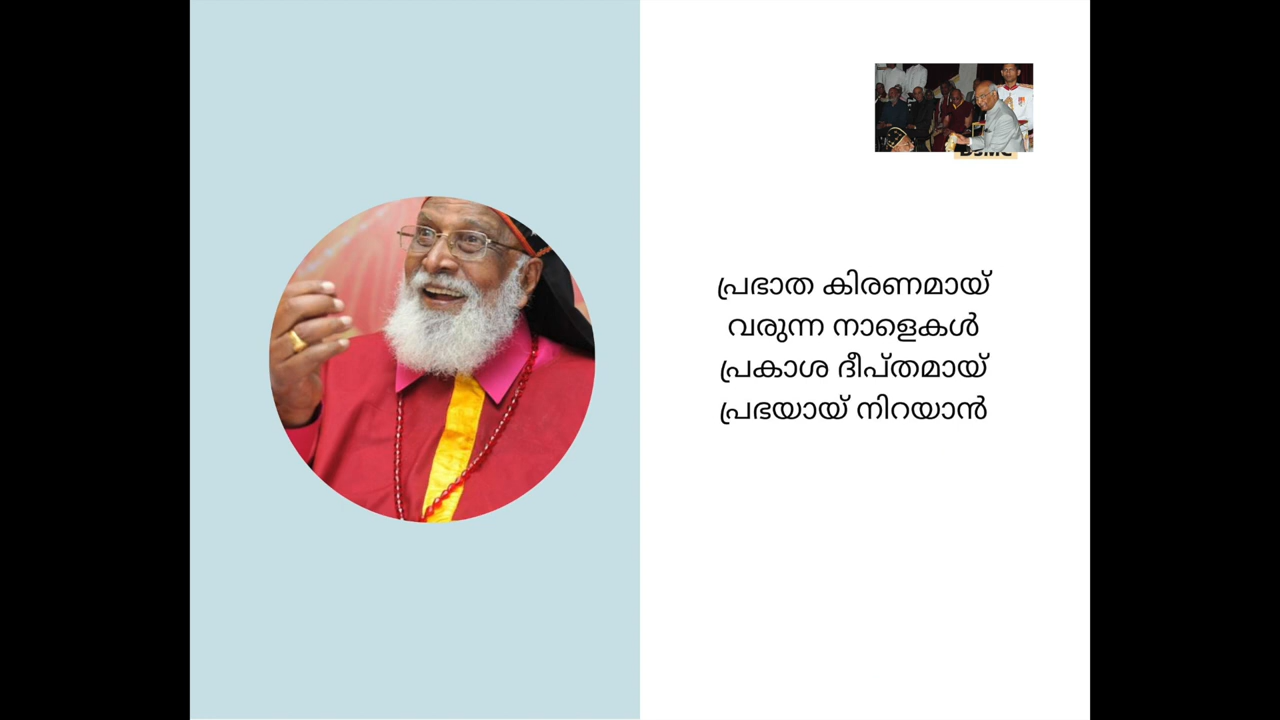 പ്രഭാത കിരണമായ്
വരുന്ന നാളെകൾ
പ്രകാശ ദീപ്തമായ്
പ്രഭയായ് നിറയാൻ